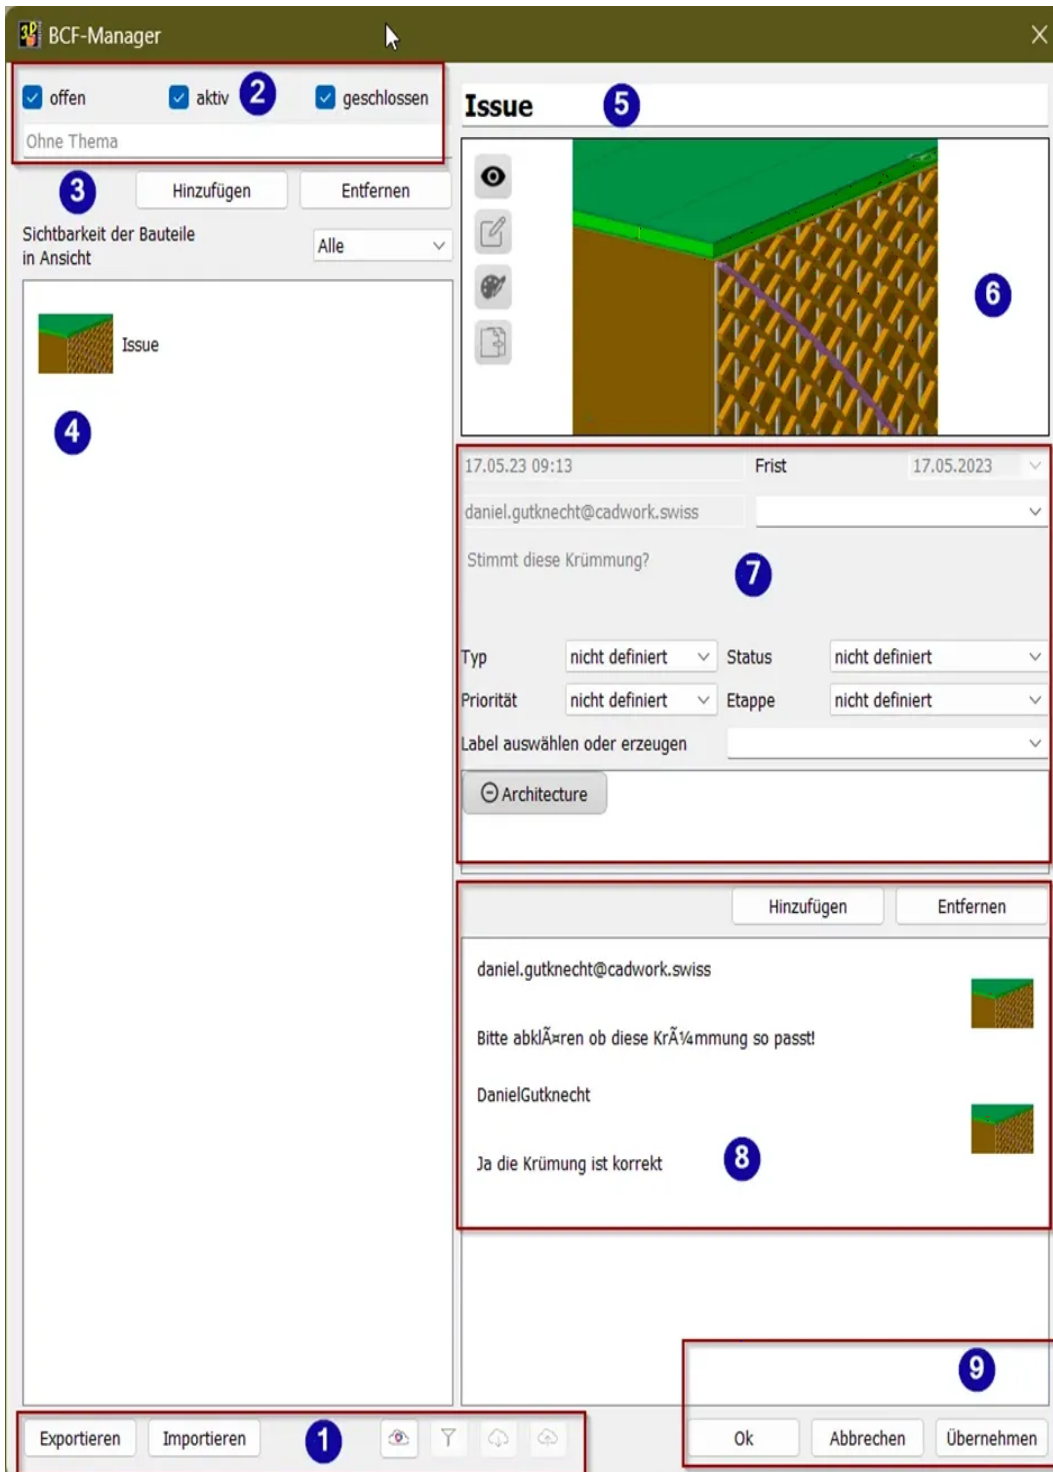 BCF-Manager
offen aktiv 2 geschlossen
Ohne Thema
3 Hinzufügen Entfernen
Sichtbarkeit der Bauteile
in Ansicht
Alle
Issue
4
Issue 5
6
17.05.23 09:13 Frist 17.05.2023
daniel.gutknecht@cadwork.swiss
Stimmt diese Krümmung?
7
Typ nicht definiert Status nicht definiert
Priorität nicht definiert Etappe nicht definiert
Label auswählen oder erzeugen
Architecture
Hinzufügen Entfernen
daniel.gutknecht@cadwork.swiss
Bitte abklÃ¤ren ob diese KrÃ¼mmung so passt!
DanielGutknecht
Ja die Krümung ist korrekt
8
9
Exportieren Importieren 1
Ok Abbrechen Übernehmen